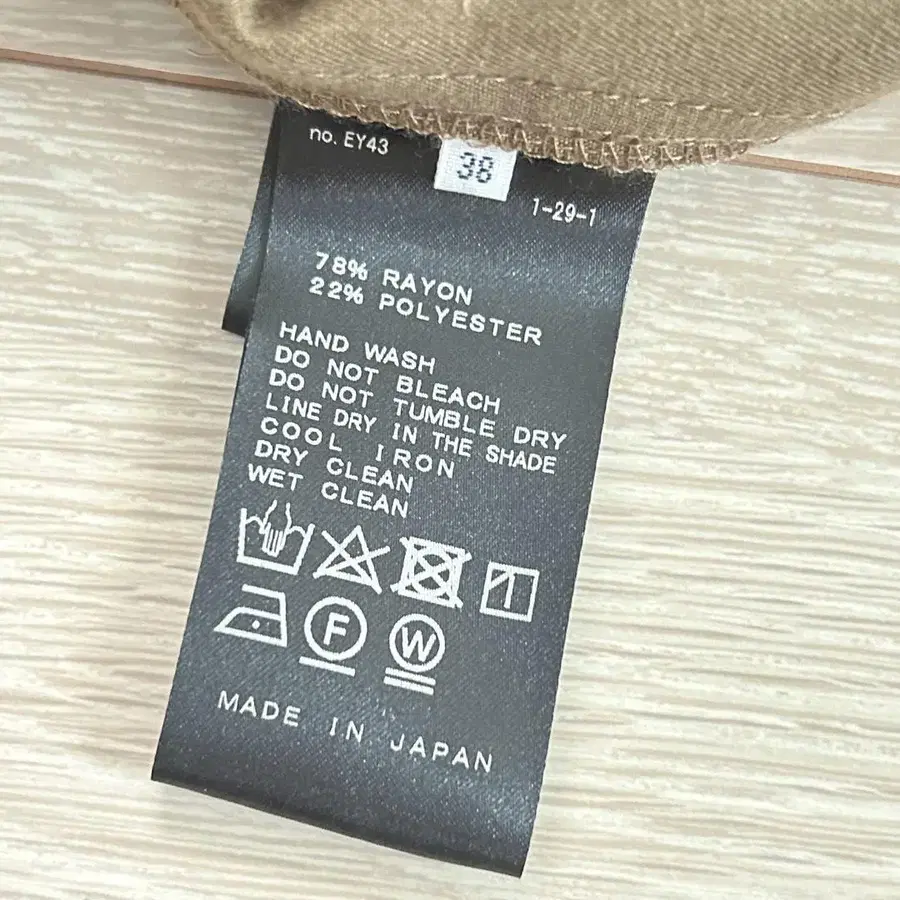 no. EY43
38
1-29-1
78% RAYON
22% POLYESTER
HAND WASH
DO NOT BLEACH
DO NOT TUMBLE DRY
LINE DRY IN THE SHADE
COOL IRON
DRY CLEAN
WET CLEAN
F
W
MADE IN JAPAN